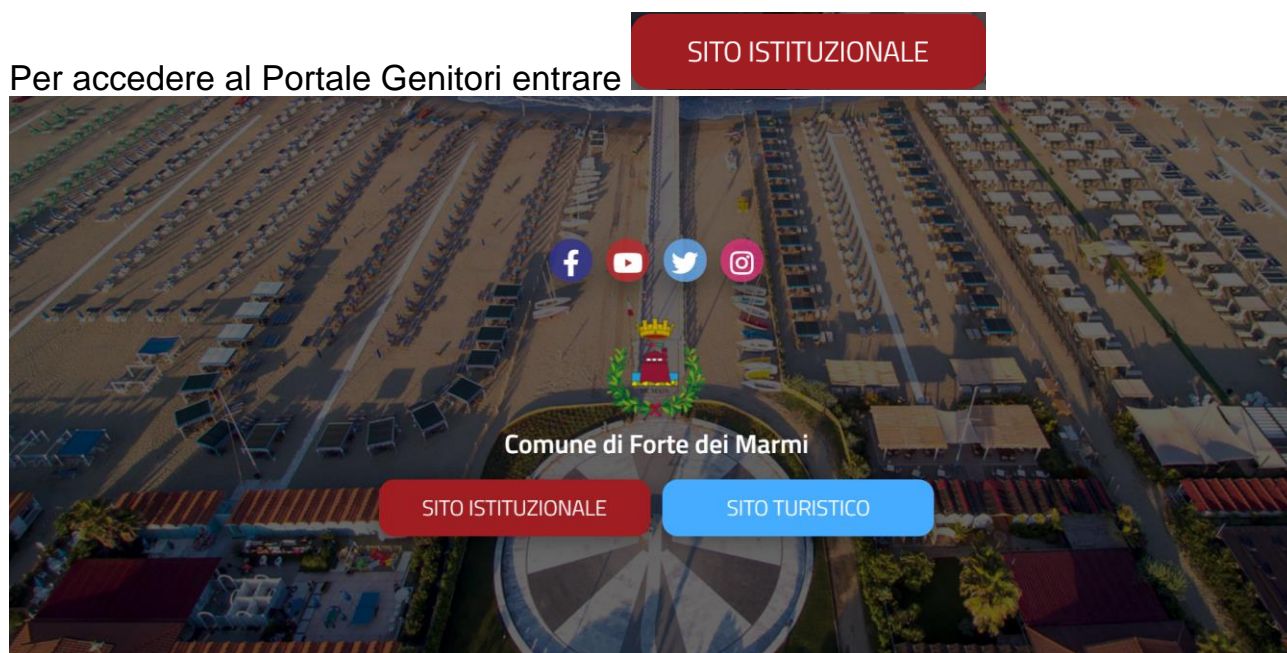 Per accedere al Portale Genitori entrare SITO ISTITUZIONALE
Comune di Forte dei Marmi
SITO ISTITUZIONALE
SITO TURISTICO